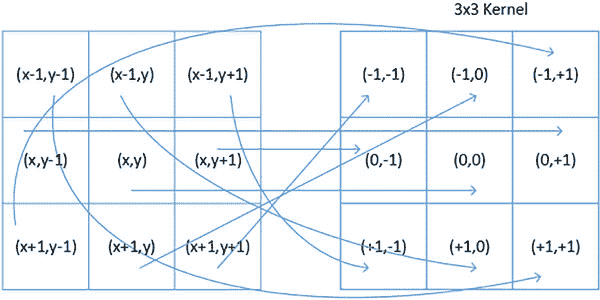 3x3 Kernel
(x-1,y-1) (x-1,y) (x-1,y+1) (-1,-1) (-1,0) (-1,+1)
(x,y-1) (x,y) (x,y+1) (0,-1) (0,0) (0,+1)
(x+1,y-1) (x+1,y) (x+1,y+1) (+1,-1) (+1,0) (+1,+1)